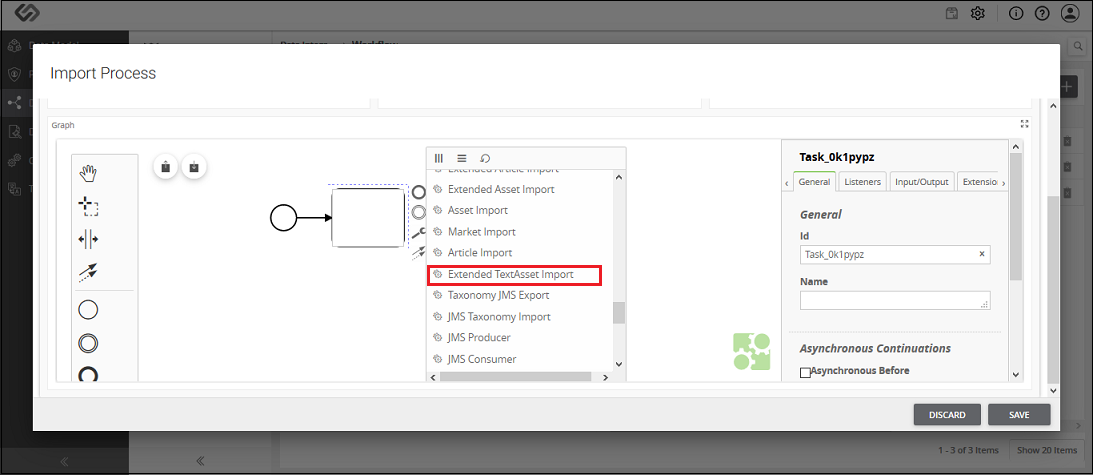 Workflow
Import Process
Graph
Extended Article Import
Extended Asset Import
Asset Import
Market Import
Article Import
Extended TextAsset Import
Taxonomy JMS Export
JMS Taxonomy Import
JMS Producer
JMS Consumer
Task_0k1pypz
General
Listeners
Input/Output
Extension
General
Id
Task_0k1pypz
Name
Asynchronous Continuations
Asynchronous Before
DISCARD
SAVE
1 - 3 of 3 Items
Show 20 Items